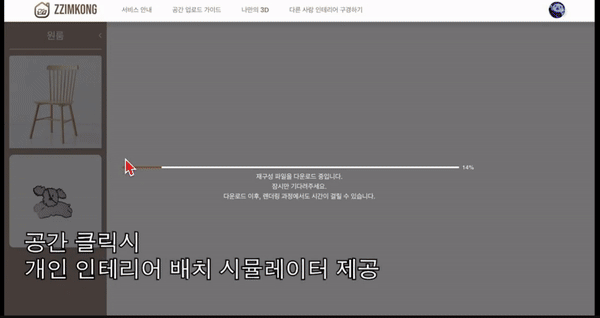 ZZIMKONG
서비스 안내
공간 업로드 가이드
나만의 3D
다른 사람 인테리어 구경하기
원룸
14%
재구성 파일을 다운로드 중입니다.
잠시만 기다려주세요.
다운로드 이후, 렌더링 과정에서도 시간이 걸릴 수 있습니다.
공간 클릭시
개인 인테리어 배치 시뮬레이터 제공